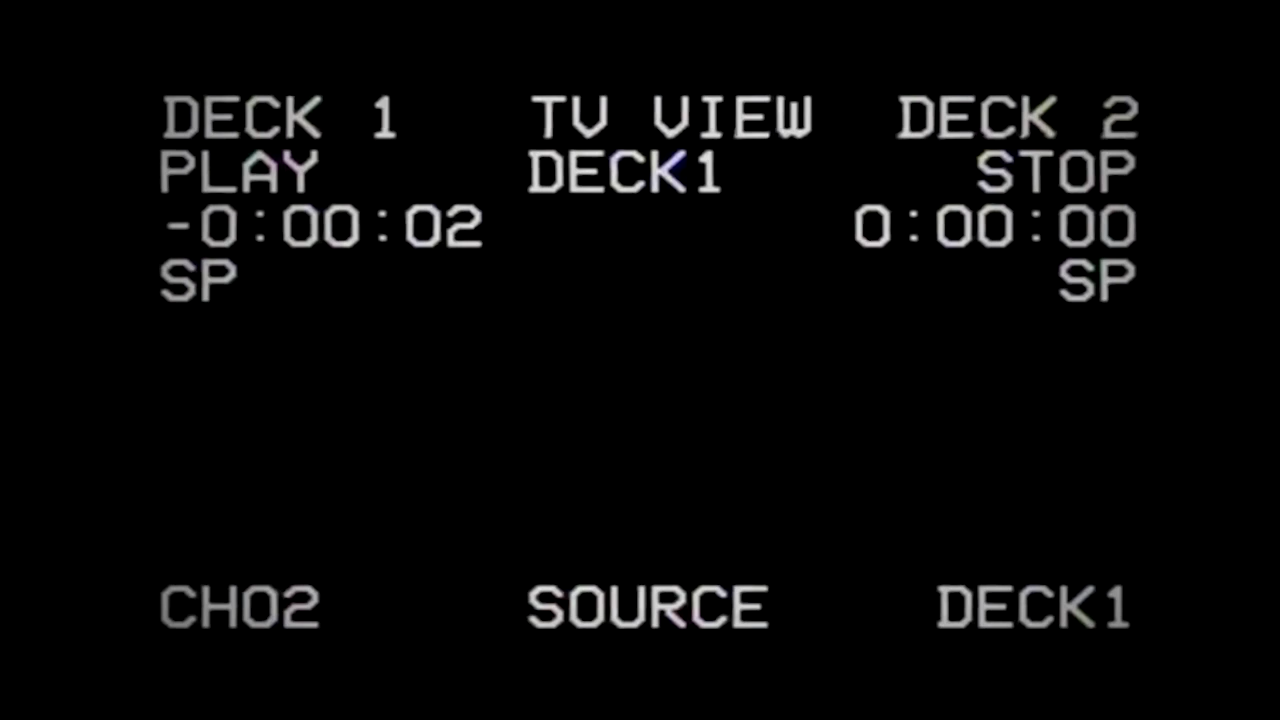 DECK 1 TV VIEW DECK 2
PLAY DECK1 STOP
-0:00:02 0:00:00
SP SP
CH02 SOURCE DECK1